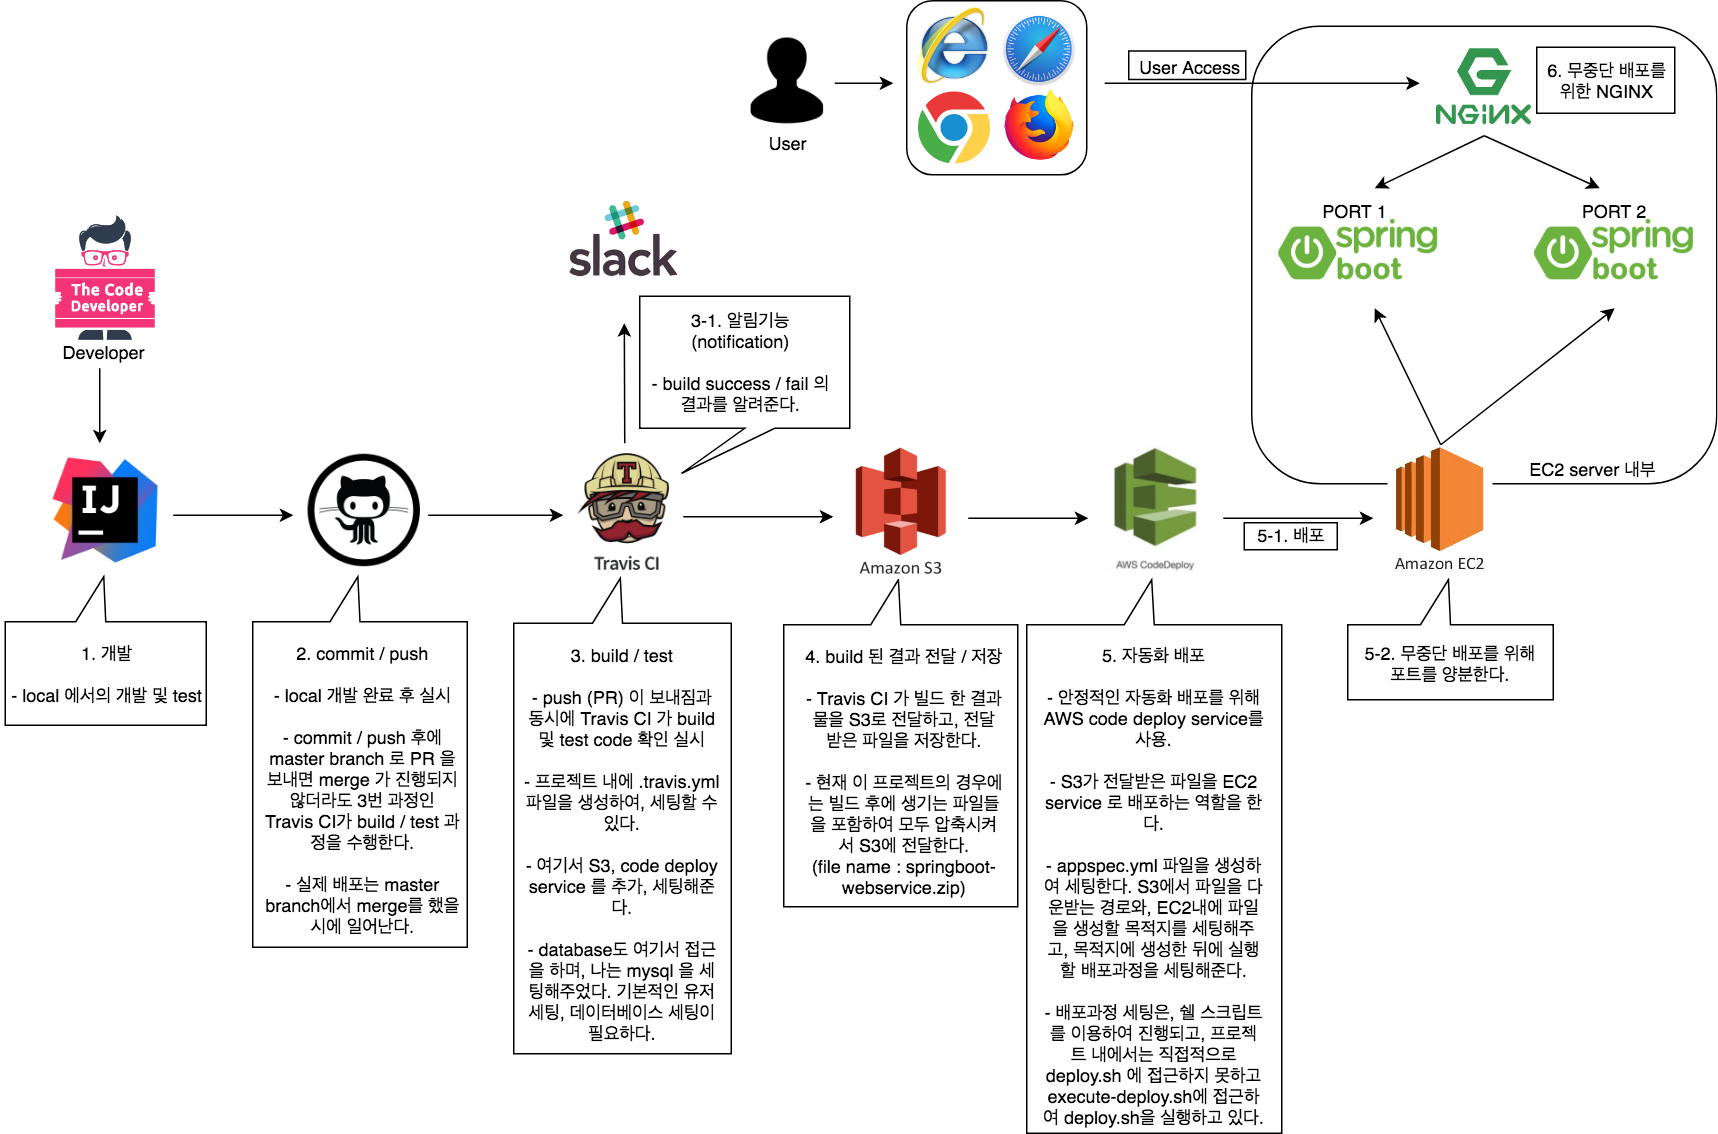 User Access
NGINX
6. 무중단 배포를
위한 NGINX
User
PORT 1
spring
boot
PORT 2
spring
boot
slack
The Code
Developer
Developer
3-1. 알림기능
(notification)
- build success / fail 의
결과를 알려준다.
EC2 server 내부
IJ
T
Travis CI
Amazon S3
AWS CodeDeploy
5-1. 배포
Amazon EC2
1. 개발
- local 에서의 개발 및 test
2. commit / push
- local 개발 완료 후 실시
- commit / push 후에
master branch 로 PR 을
보내면 merge 가 진행되지
않더라도 3번 과정인
Travis CI가 build / test 과
정을 수행한다.
- 실제 배포는 master
branch에서 merge를 했을
시에 일어난다.
3. build / test
- push (PR) 이 보내짐과
동시에 Travis CI 가 build
및 test code 확인 실시
- 프로젝트 내에 .travis.yml
파일을 생성하여, 세팅할 수
있다.
- 여기서 S3, code deploy
service 를 추가, 세팅해준
다.
- database도 여기서 접근
을 하며, 나는 mysql 을 세
팅해주었다. 기본적인 유저
세팅, 데이터베이스 세팅이
필요하다.
4. build 된 결과 전달 / 저장
- Travis CI 가 빌드 한 결과
물을 S3로 전달하고, 전달
받은 파일을 저장한다.
- 현재 이 프로젝트의 경우에
는 빌드 후에 생기는 파일들
을 포함하여 모두 압축시켜
서 S3에 전달한다.
(file name : springboot-
webservice.zip)
5. 자동화 배포
- 안정적인 자동화 배포를 위해
AWS code deploy service를
사용.
- S3가 전달받은 파일을 EC2
service 로 배포하는 역할을 한
다.
- appspec.yml 파일을 생성하
여 세팅한다. S3에서 파일을 다
운받는 경로와, EC2내에 파일
을 생성할 목적지를 세팅해주
고, 목적지에 생성한 뒤에 실행
할 배포과정을 세팅해준다.
- 배포과정 세팅은, 쉘 스크립트
를 이용하여 진행되고, 프로젝
트 내에서는 직접적으로
deploy.sh 에 접근하지 못하고
execute-deploy.sh에 접근하
여 deploy.sh을 실행하고 있다.
5-2. 무중단 배포를 위해
포트를 양분한다.